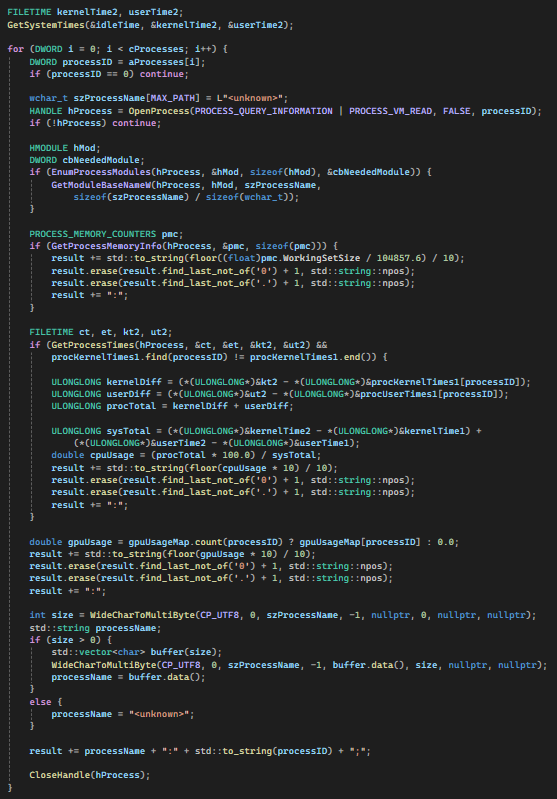 FILETIME kernelTime2, userTime2;
GetSystemTimes(&idleTime, &kernelTime2, &userTime2);

for (DWORD i = 0; i < cProcesses; i++) {
    DWORD processID = aProcesses[i];
    if (processID == 0) continue;

    wchar_t szProcessName[MAX_PATH] = L"<unknown>";
    HANDLE hProcess = OpenProcess(PROCESS_QUERY_INFORMATION | PROCESS_VM_READ, FALSE, processID);
    if (!hProcess) continue;

    HMODULE hMod;
    DWORD cbNeededModule;
    if (EnumProcessModules(hProcess, &hMod, sizeof(hMod), &cbNeededModule)) {
        GetModuleBaseNameW(hProcess, hMod, szProcessName,
            sizeof(szProcessName) / sizeof(wchar_t));
    }

    PROCESS_MEMORY_COUNTERS pmc;
    if (GetProcessMemoryInfo(hProcess, &pmc, sizeof(pmc))) {
        result += std::to_string(floor((float)pmc.WorkingSetSize / 104857.6) / 10);
        result.erase(result.find_last_not_of('0') + 1, std::string::npos);
        result.erase(result.find_last_not_of('.') + 1, std::string::npos);
        result += ":";
    }

    FILETIME ct, et, kt2, ut2;
    if (GetProcessTimes(hProcess, &ct, &et, &kt2, &ut2) &&
        procKernelTimes1.find(processID) != procKernelTimes1.end()) {

        ULONGLONG kernelDiff = (*(ULONGLONG*)&kt2 - *(ULONGLONG*)&procKernelTimes1[processID]);
        ULONGLONG userDiff = (*(ULONGLONG*)&ut2 - *(ULONGLONG*)&procUserTimes1[processID]);
        ULONGLONG procTotal = kernelDiff + userDiff;

        ULONGLONG sysTotal = (*(ULONGLONG*)&kernelTime2 - *(ULONGLONG*)&kernelTime1) +
            (*(ULONGLONG*)&userTime2 - *(ULONGLONG*)&userTime1);
        double cpuUsage = (procTotal * 100.0) / sysTotal;
        result += std::to_string(floor(cpuUsage * 10) / 10);
        result.erase(result.find_last_not_of('0') + 1, std::string::npos);
        result.erase(result.find_last_not_of('.') + 1, std::string::npos);
        result += ":";
    }

    double gpuUsage = gpuUsageMap.count(processID) ? gpuUsageMap[processID] : 0.0;
    result += std::to_string(floor(gpuUsage * 10) / 10);
    result.erase(result.find_last_not_of('0') + 1, std::string::npos);
    result.erase(result.find_last_not_of('.') + 1, std::string::npos);
    result += ":";

    int size = WideCharToMultiByte(CP_UTF8, 0, szProcessName, -1, nullptr, 0, nullptr, nullptr);
    std::string processName;
    if (size > 0) {
        std::vector<char> buffer(size);
        WideCharToMultiByte(CP_UTF8, 0, szProcessName, -1, buffer.data(), size, nullptr, nullptr);
        processName = buffer.data();
    }
    else {
        processName = "<unknown>";
    }

    result += processName + ":" + std::to_string(processID) + ";";

    CloseHandle(hProcess);
}